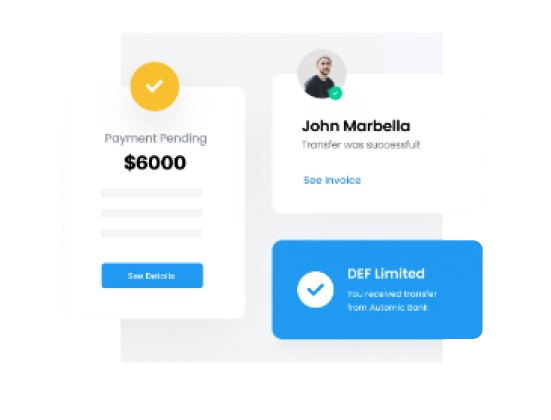 Payment Pending
$6000
See Details
John Marbella
Transfer was successful!
See Invoice
DEF Limited
You received transfer
from Automic Bank